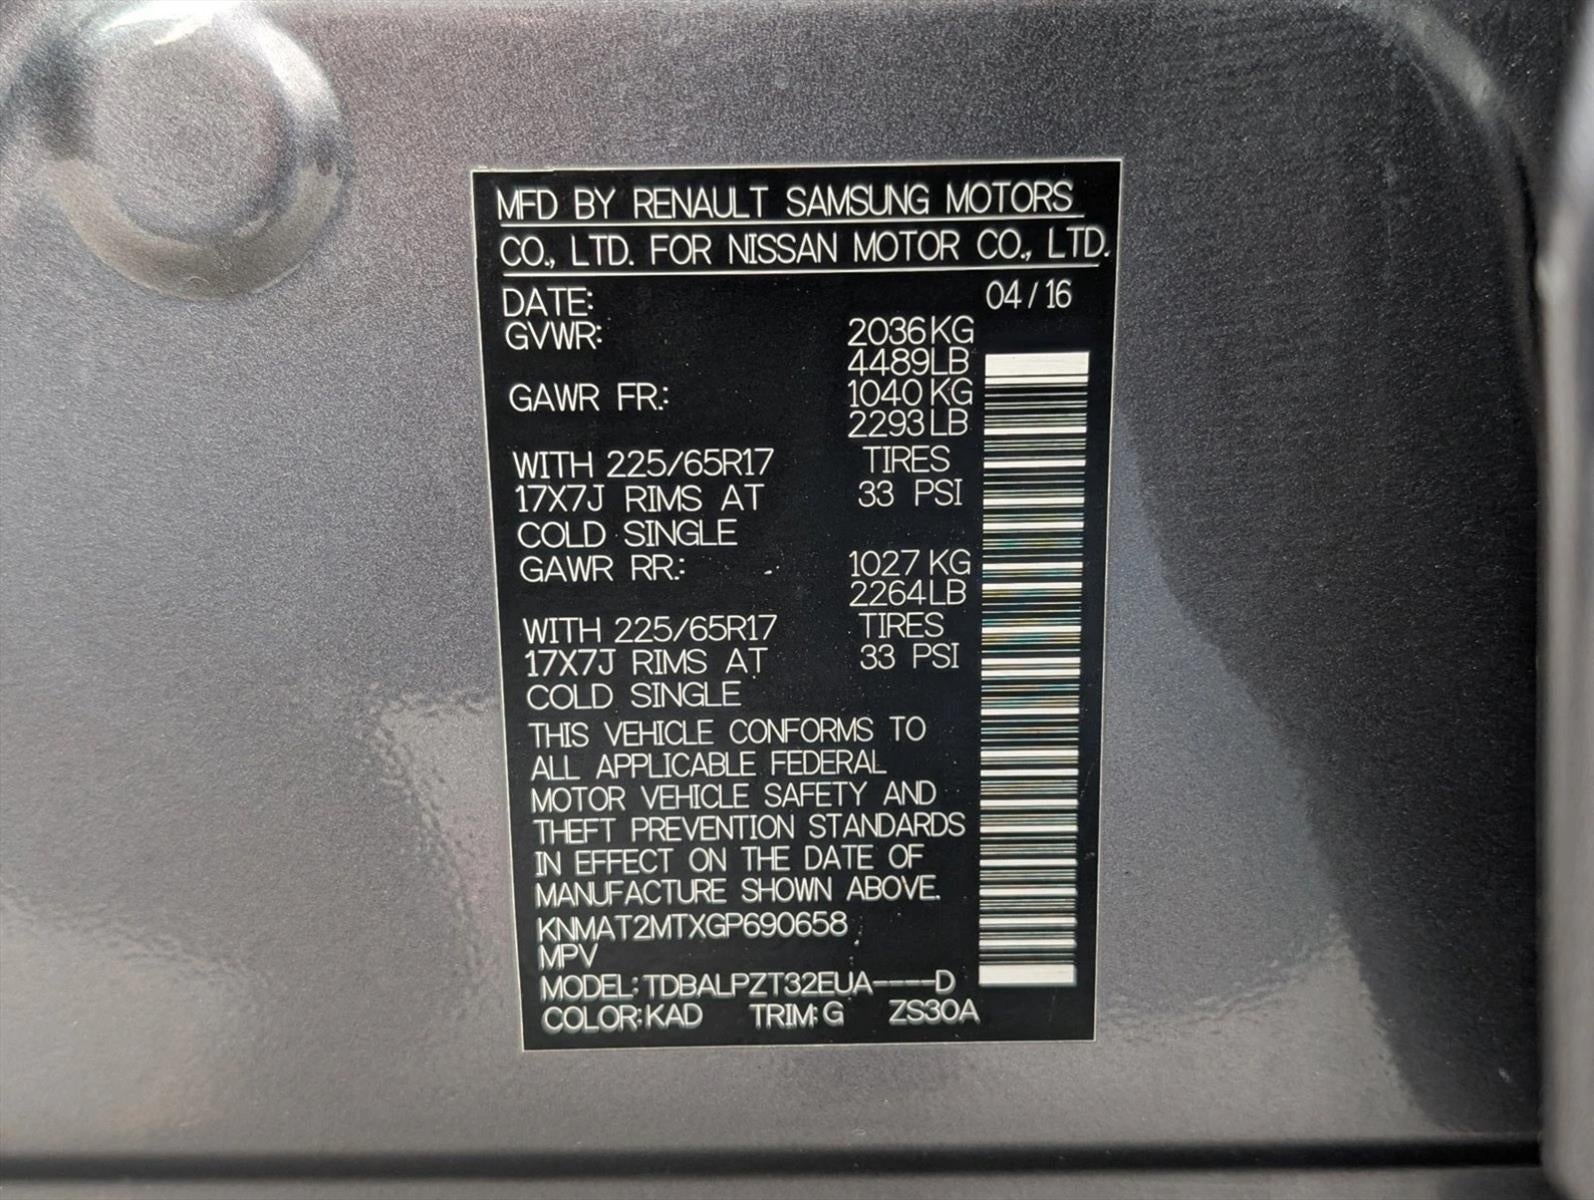 MFD BY RENAULT SAMSUNG MOTORS
CO., LTD. FOR NISSAN MOTOR CO., LTD.
DATE: 04/16
GVWR: 2036KG
4489LB
GAWR FR.: 1040KG
2293LB
WITH 225/65R17 TIRES
17X7J RIMS AT 33 PSI
COLD SINGLE
GAWR RR.: 1027KG
2264LB
WITH 225/65R17 TIRES
17X7J RIMS AT 33 PSI
COLD SINGLE
THIS VEHICLE CONFORMS TO
ALL APPLICABLE FEDERAL
MOTOR VEHICLE SAFETY AND
THEFT PREVENTION STANDARDS
IN EFFECT ON THE DATE OF
MANUFACTURE SHOWN ABOVE.
KNMAT2MTXGP690658
MPV
MODEL:TDBALPZT32EUA----D
COLOR:KAD TRIM:G ZS30A